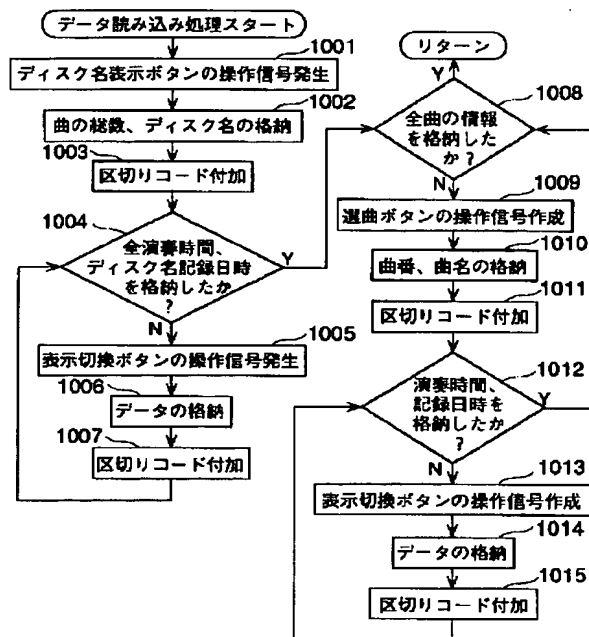 データ読み込み処理スタート
1001
ディスク名表示ボタンの操作信号発生
1002
曲の総数、ディスク名の格納
1003
区切りコード付加
1004
全演奏時間、
ディスク名記録日時
を格納したか
?
Y
N
1005
表示切換ボタンの操作信号発生
1006
データの格納
1007
区切りコード付加
リターン
Y
1008
全曲の情報
を格納した
か?
N
1009
選曲ボタンの操作信号作成
1010
曲番、曲名の格納
1011
区切りコード付加
1012
演奏時間、
記録日時を
格納したか
?
Y
N
1013
表示切換ボタンの操作信号作成
1014
データの格納
1015
区切りコード付加